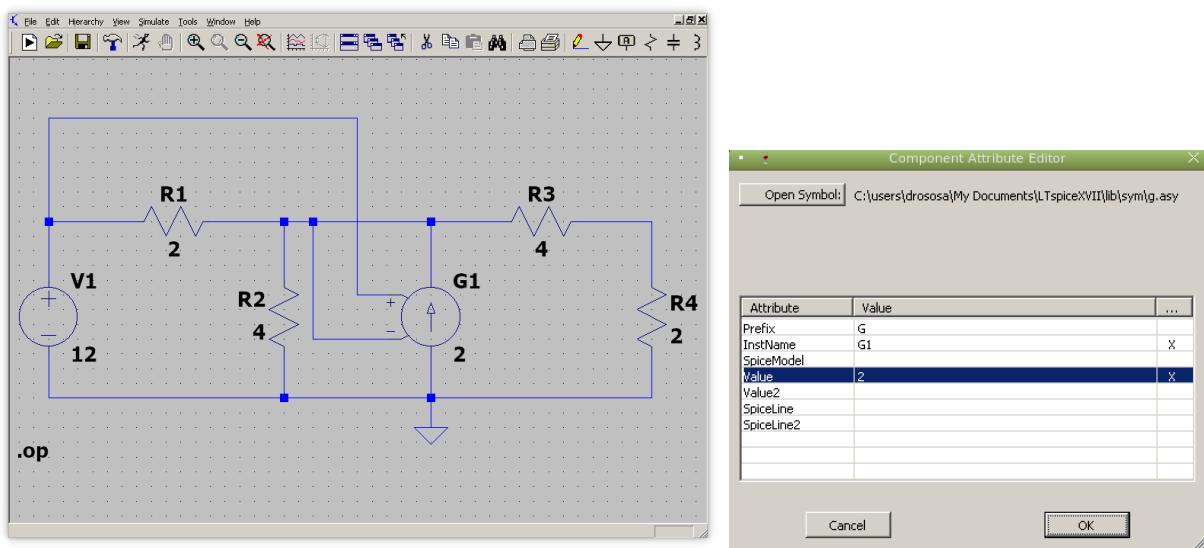 File Edit Hierarchy View Simulate Tools Window Help
R1
2
R3
4
V1
12
R2
4
+
−
G1
2
R4
2
.op
Component Attribute Editor
Open Symbol: C:\users\drososa\My Documents\LTspiceXVII\lib\sym\g.asy
Attribute Value ...
Prefix G
InstName G1 X
SpiceModel
Value 2 X
Value2
SpiceLine
SpiceLine2
Cancel OK